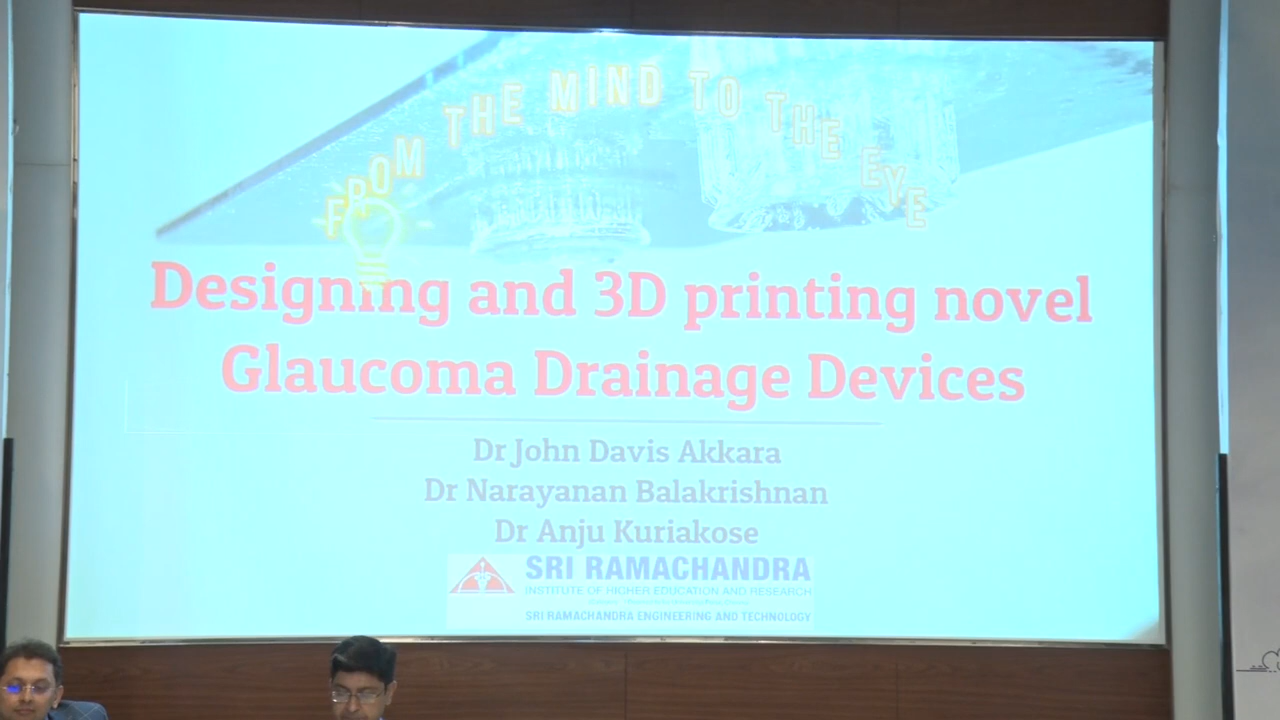 FROM THE MIND TO THE EYE
Designing and 3D printing novel
Glaucoma Drainage Devices
Dr John Davis Akkara
Dr Narayanan Balakrishnan
Dr Anju Kuriakose
SRI RAMACHANDRA
INSTITUTE OF HIGHER EDUCATION AND RESEARCH
SRI RAMACHANDRA ENGINEERING AND TECHNOLOGY